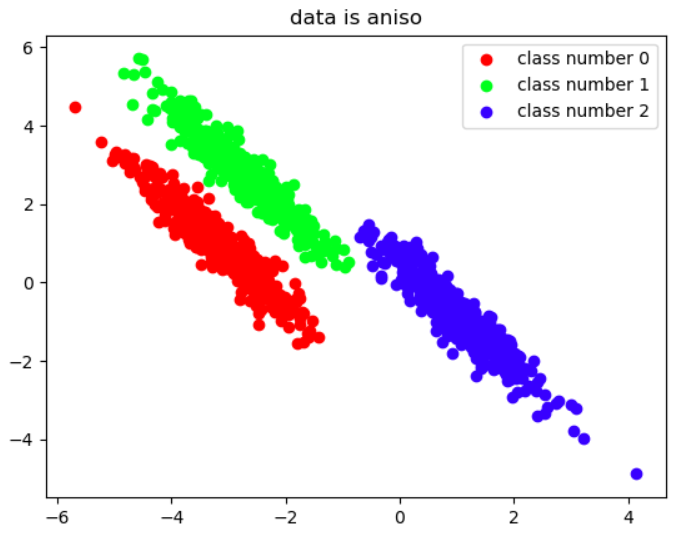 data is aniso
class number 0
class number 1
class number 2
6
4
2
0
−2
−4
−6 −4 −2 0 2 4